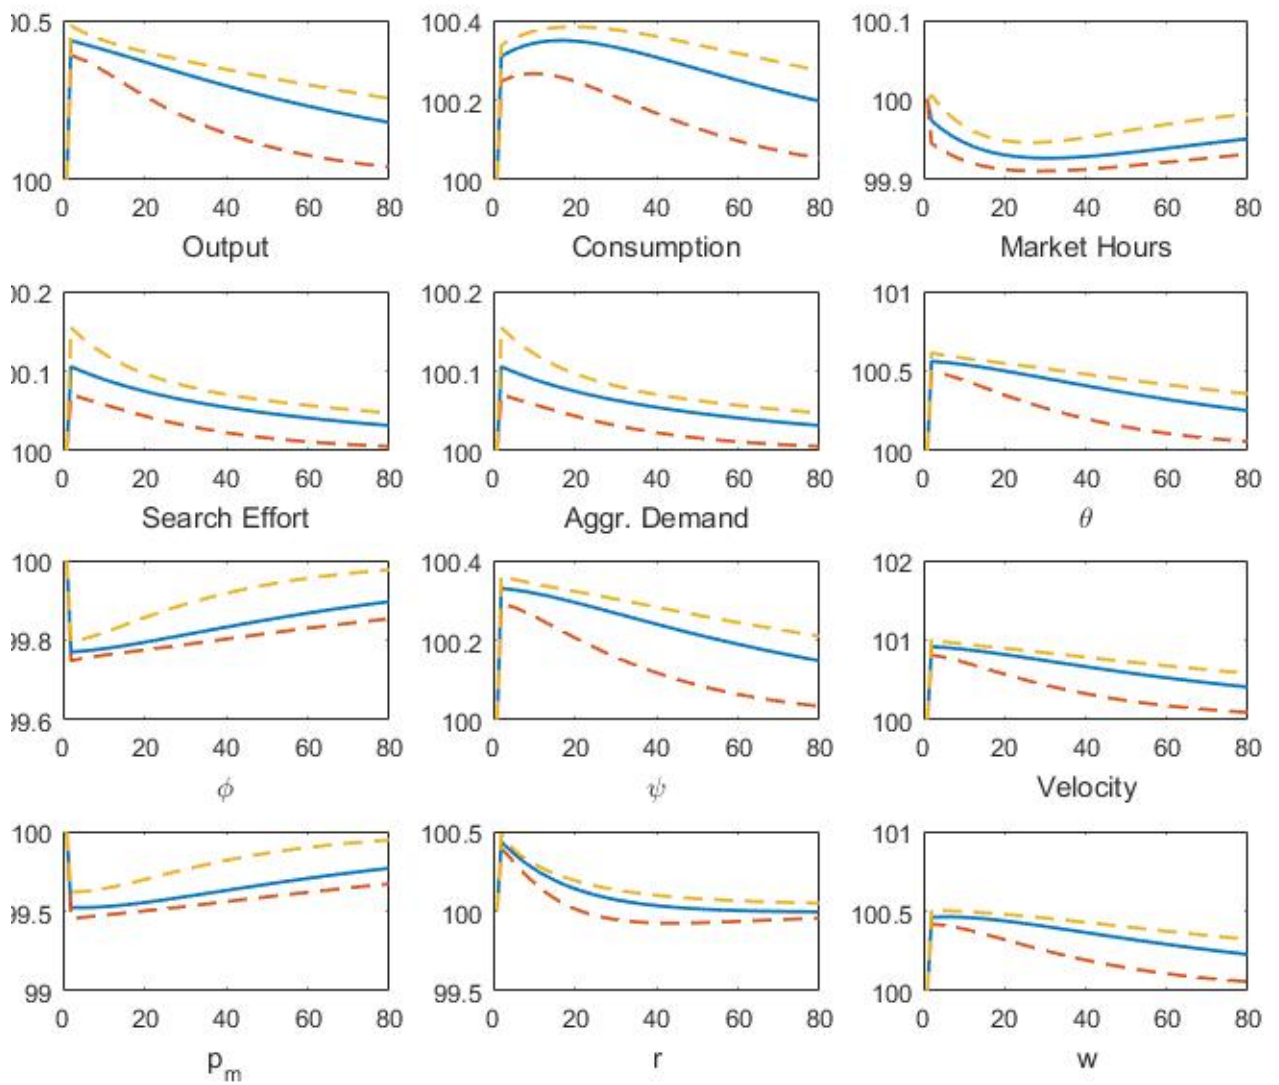 0.5 100.4 100.1
100.2 100
100 100 99.9
0 20 40 60 80 0 20 40 60 80 0 20 40 60 80
Output Consumption Market Hours
0.2 100.2 101
100.1 100.1 100.5
100 100 100
0 20 40 60 80 0 20 40 60 80 0 20 40 60 80
Search Effort Aggr. Demand θ
100 100.4 102
99.8 100.2 101
9.6 100 100
0 20 40 60 80 0 20 40 60 80 0 20 40 60 80
ϕ ψ Velocity
100 100.5 101
99.5 100 100.5
99 99.5 100
0 20 40 60 80 0 20 40 60 80 0 20 40 60 80
p_m r w